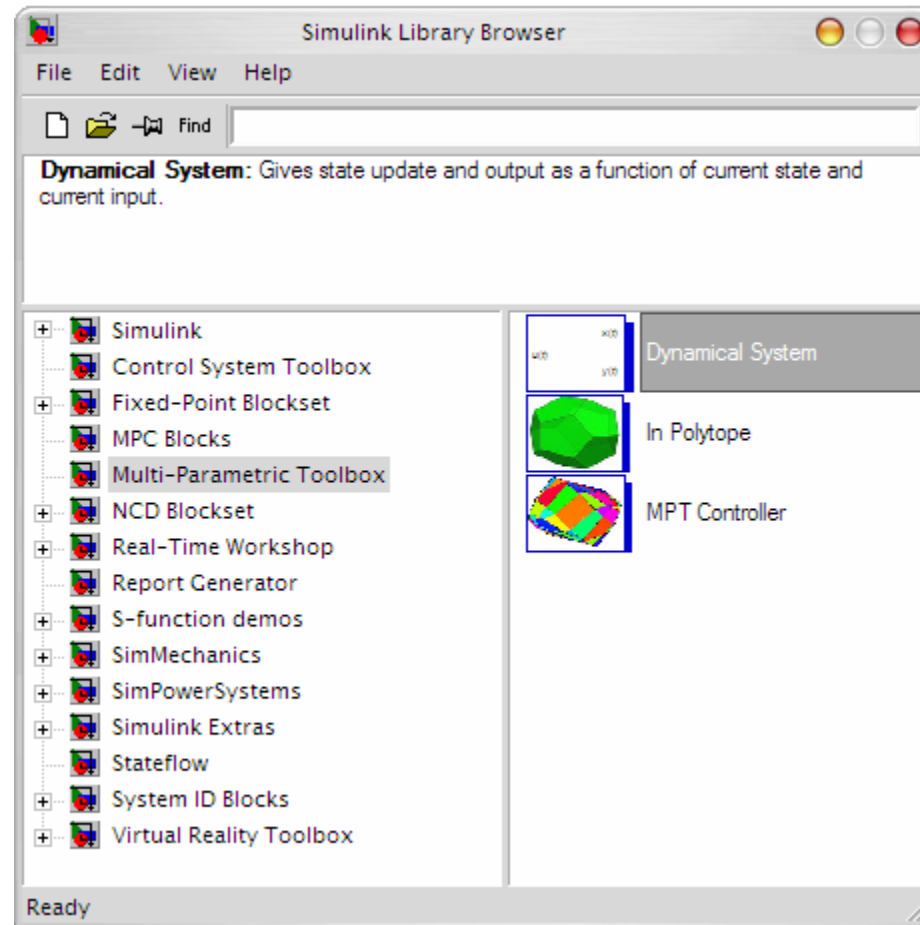 Simulink Library Browser
File Edit View Help
Find
Dynamical System: Gives state update and output as a function of current state and
current input.
Simulink
Control System Toolbox
Fixed-Point Blockset
MPC Blocks
Multi-Parametric Toolbox
NCD Blockset
Real-Time Workshop
Report Generator
S-function demos
SimMechanics
SimPowerSystems
Simulink Extras
Stateflow
System ID Blocks
Virtual Reality Toolbox
x(t)
u(t)
y(t)
Dynamical System
In Polytope
MPT Controller
Ready